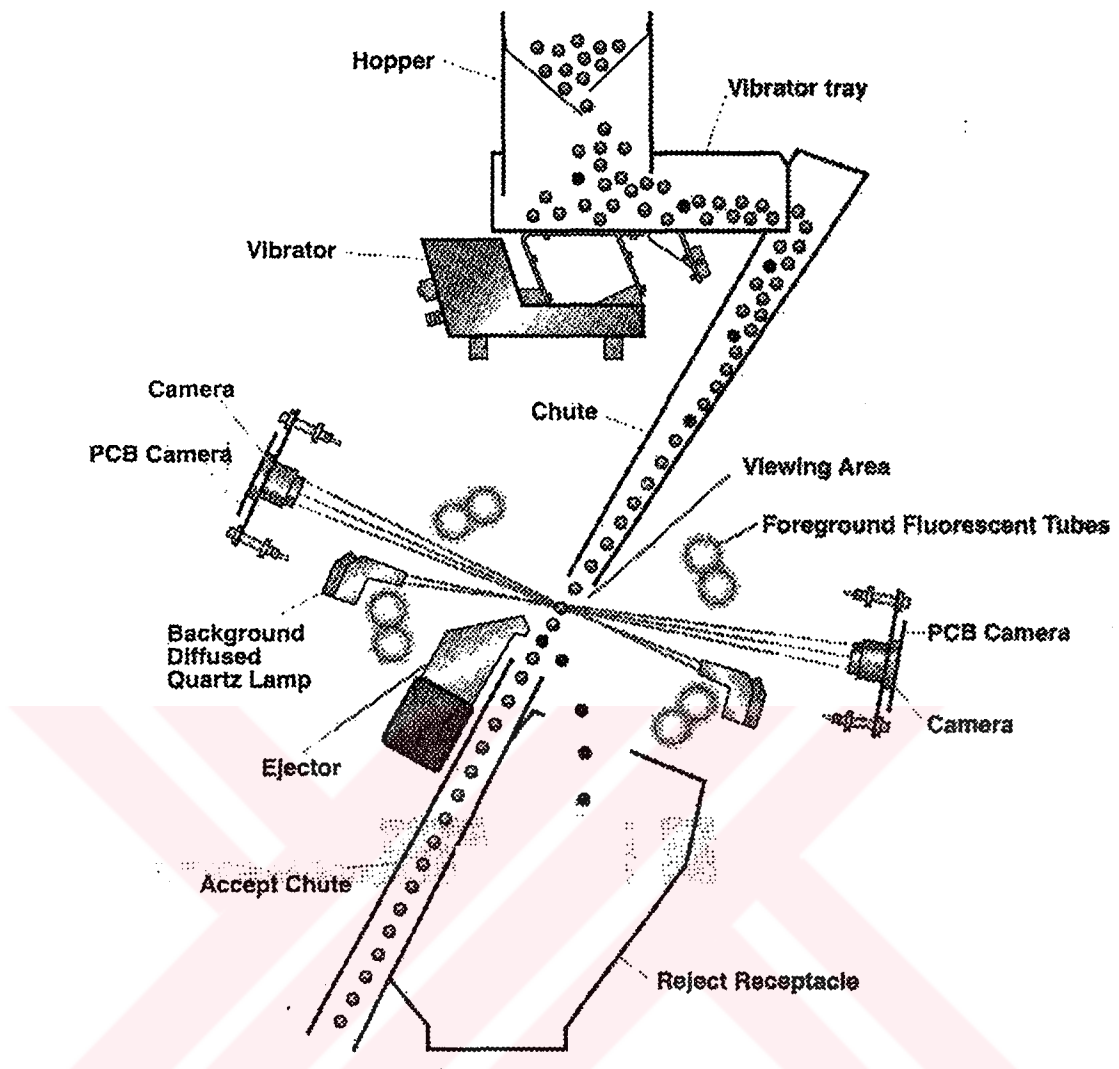 Hopper
Vibrator tray
Vibrator
Camera
Chute
PCB Camera
Viewing Area
Foreground Fluorescent Tubes
Background
Diffused
Quartz Lamp
PCB Camera
Camera
Ejector
Accept Chute
Reject Receptacle